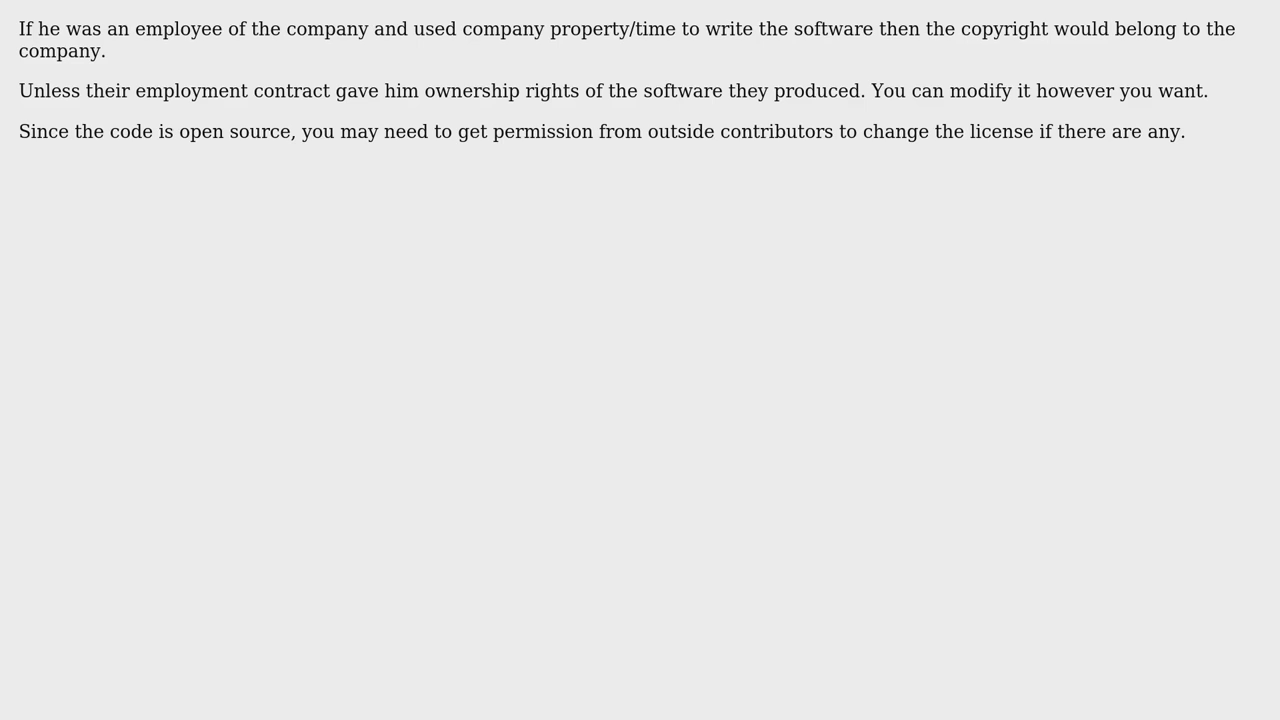 If he was an employee of the company and used company property/time to write the software then the copyright would belong to the
company.
Unless their employment contract gave him ownership rights of the software they produced. You can modify it however you want.
Since the code is open source, you may need to get permission from outside contributors to change the license if there are any.